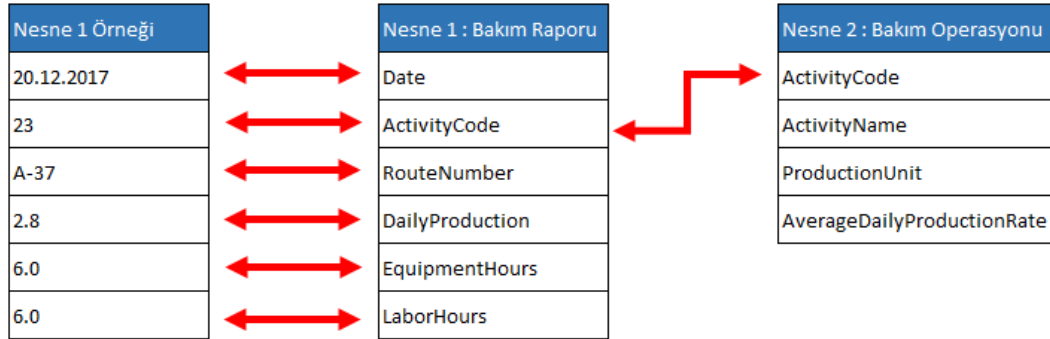 Nesne 1 Örneği
20.12.2017
23
A-37
2.8
6.0
6.0
Nesne 1 : Bakım Raporu
Date
ActivityCode
RouteNumber
DailyProduction
EquipmentHours
LaborHours
Nesne 2 : Bakım Operasyonu
ActivityCode
ActivityName
ProductionUnit
AverageDailyProductionRate